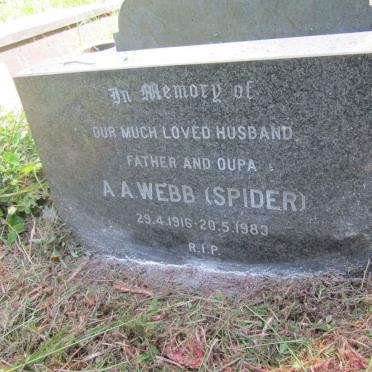 In Memory of
OUR MUCH LOVED HUSBAND
FATHER AND OUPA
A.A.WEBB (SPIDER)
29.4.1916-20.5.1983
R.I.P.